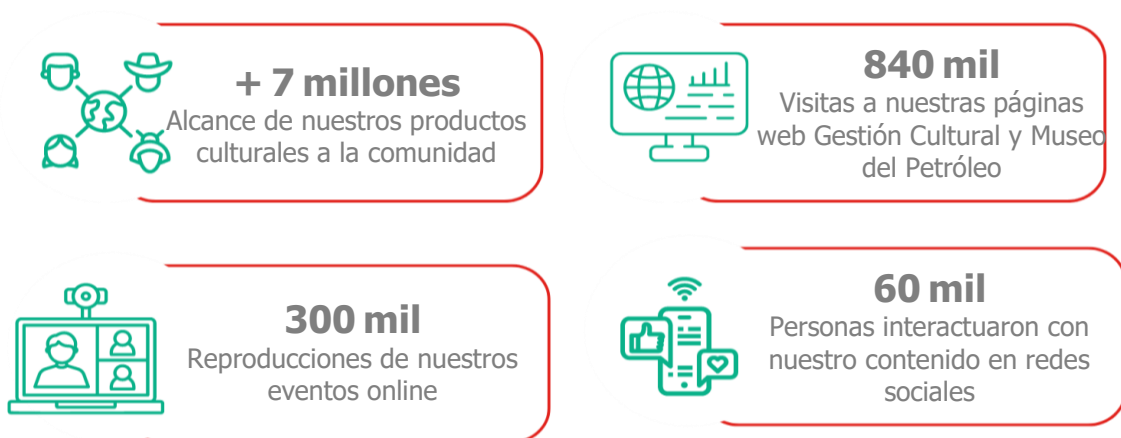 + 7 millones
Alcance de nuestros productos
culturales a la comunidad
840 mil
Visitas a nuestras páginas
web Gestión Cultural y Museo
del Petróleo
300 mil
Reproducciones de nuestros
eventos online
60 mil
Personas interactuaron con
nuestro contenido en redes
sociales